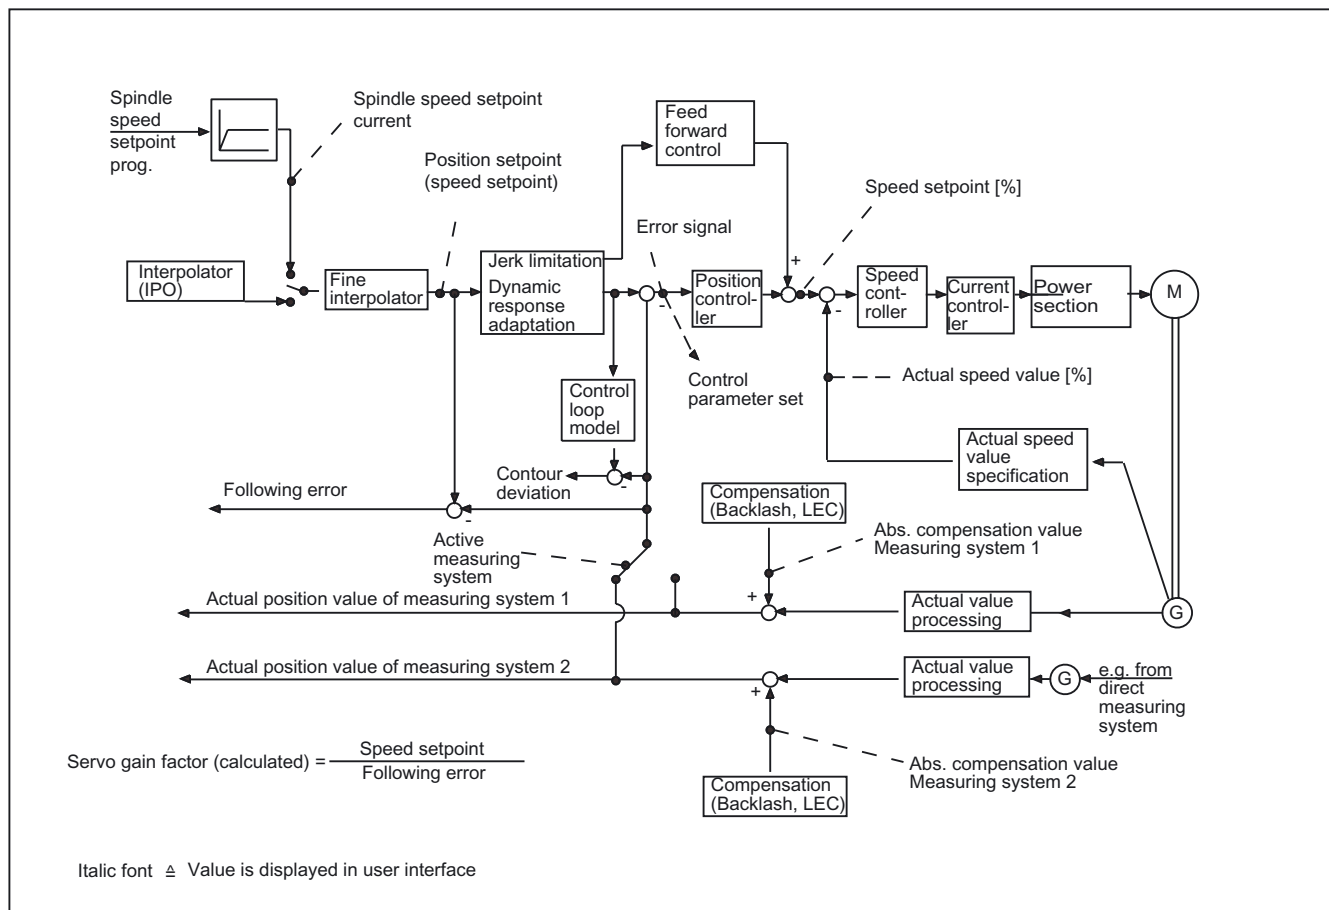 Spindle
speed
setpoint
prog.
Spindle speed setpoint
current
Position setpoint
(speed setpoint)
Feed
forward
control
Speed setpoint [%]
Error signal
Interpolator
(IPO)
Fine
interpolator
Jerk limitation
Dynamic
response
adaptation
-
Position
controlller
+
-
Speed
cont-
roller
Current
control-
ler
Power
section
M
Control
parameter set
Actual speed value [%]
Control
loop
model
Actual speed
value
specification
Contour
deviation
-
Following error
-
Compensation
(Backlash, LEC)
Abs. compensation value
Measuring system 1
Active
measuring
system
Actual position value of measuring system 1
+
Actual value
processing
G
Actual position value of measuring system 2
+
Actual value
processing
G
e.g. from
direct
measuring
system
Servo gain factor (calculated) =
Speed setpoint
Following error
Abs. compensation value
Measuring system 2
Compensation
(Backlash, LEC)
Italic font ≙ Value is displayed in user interface